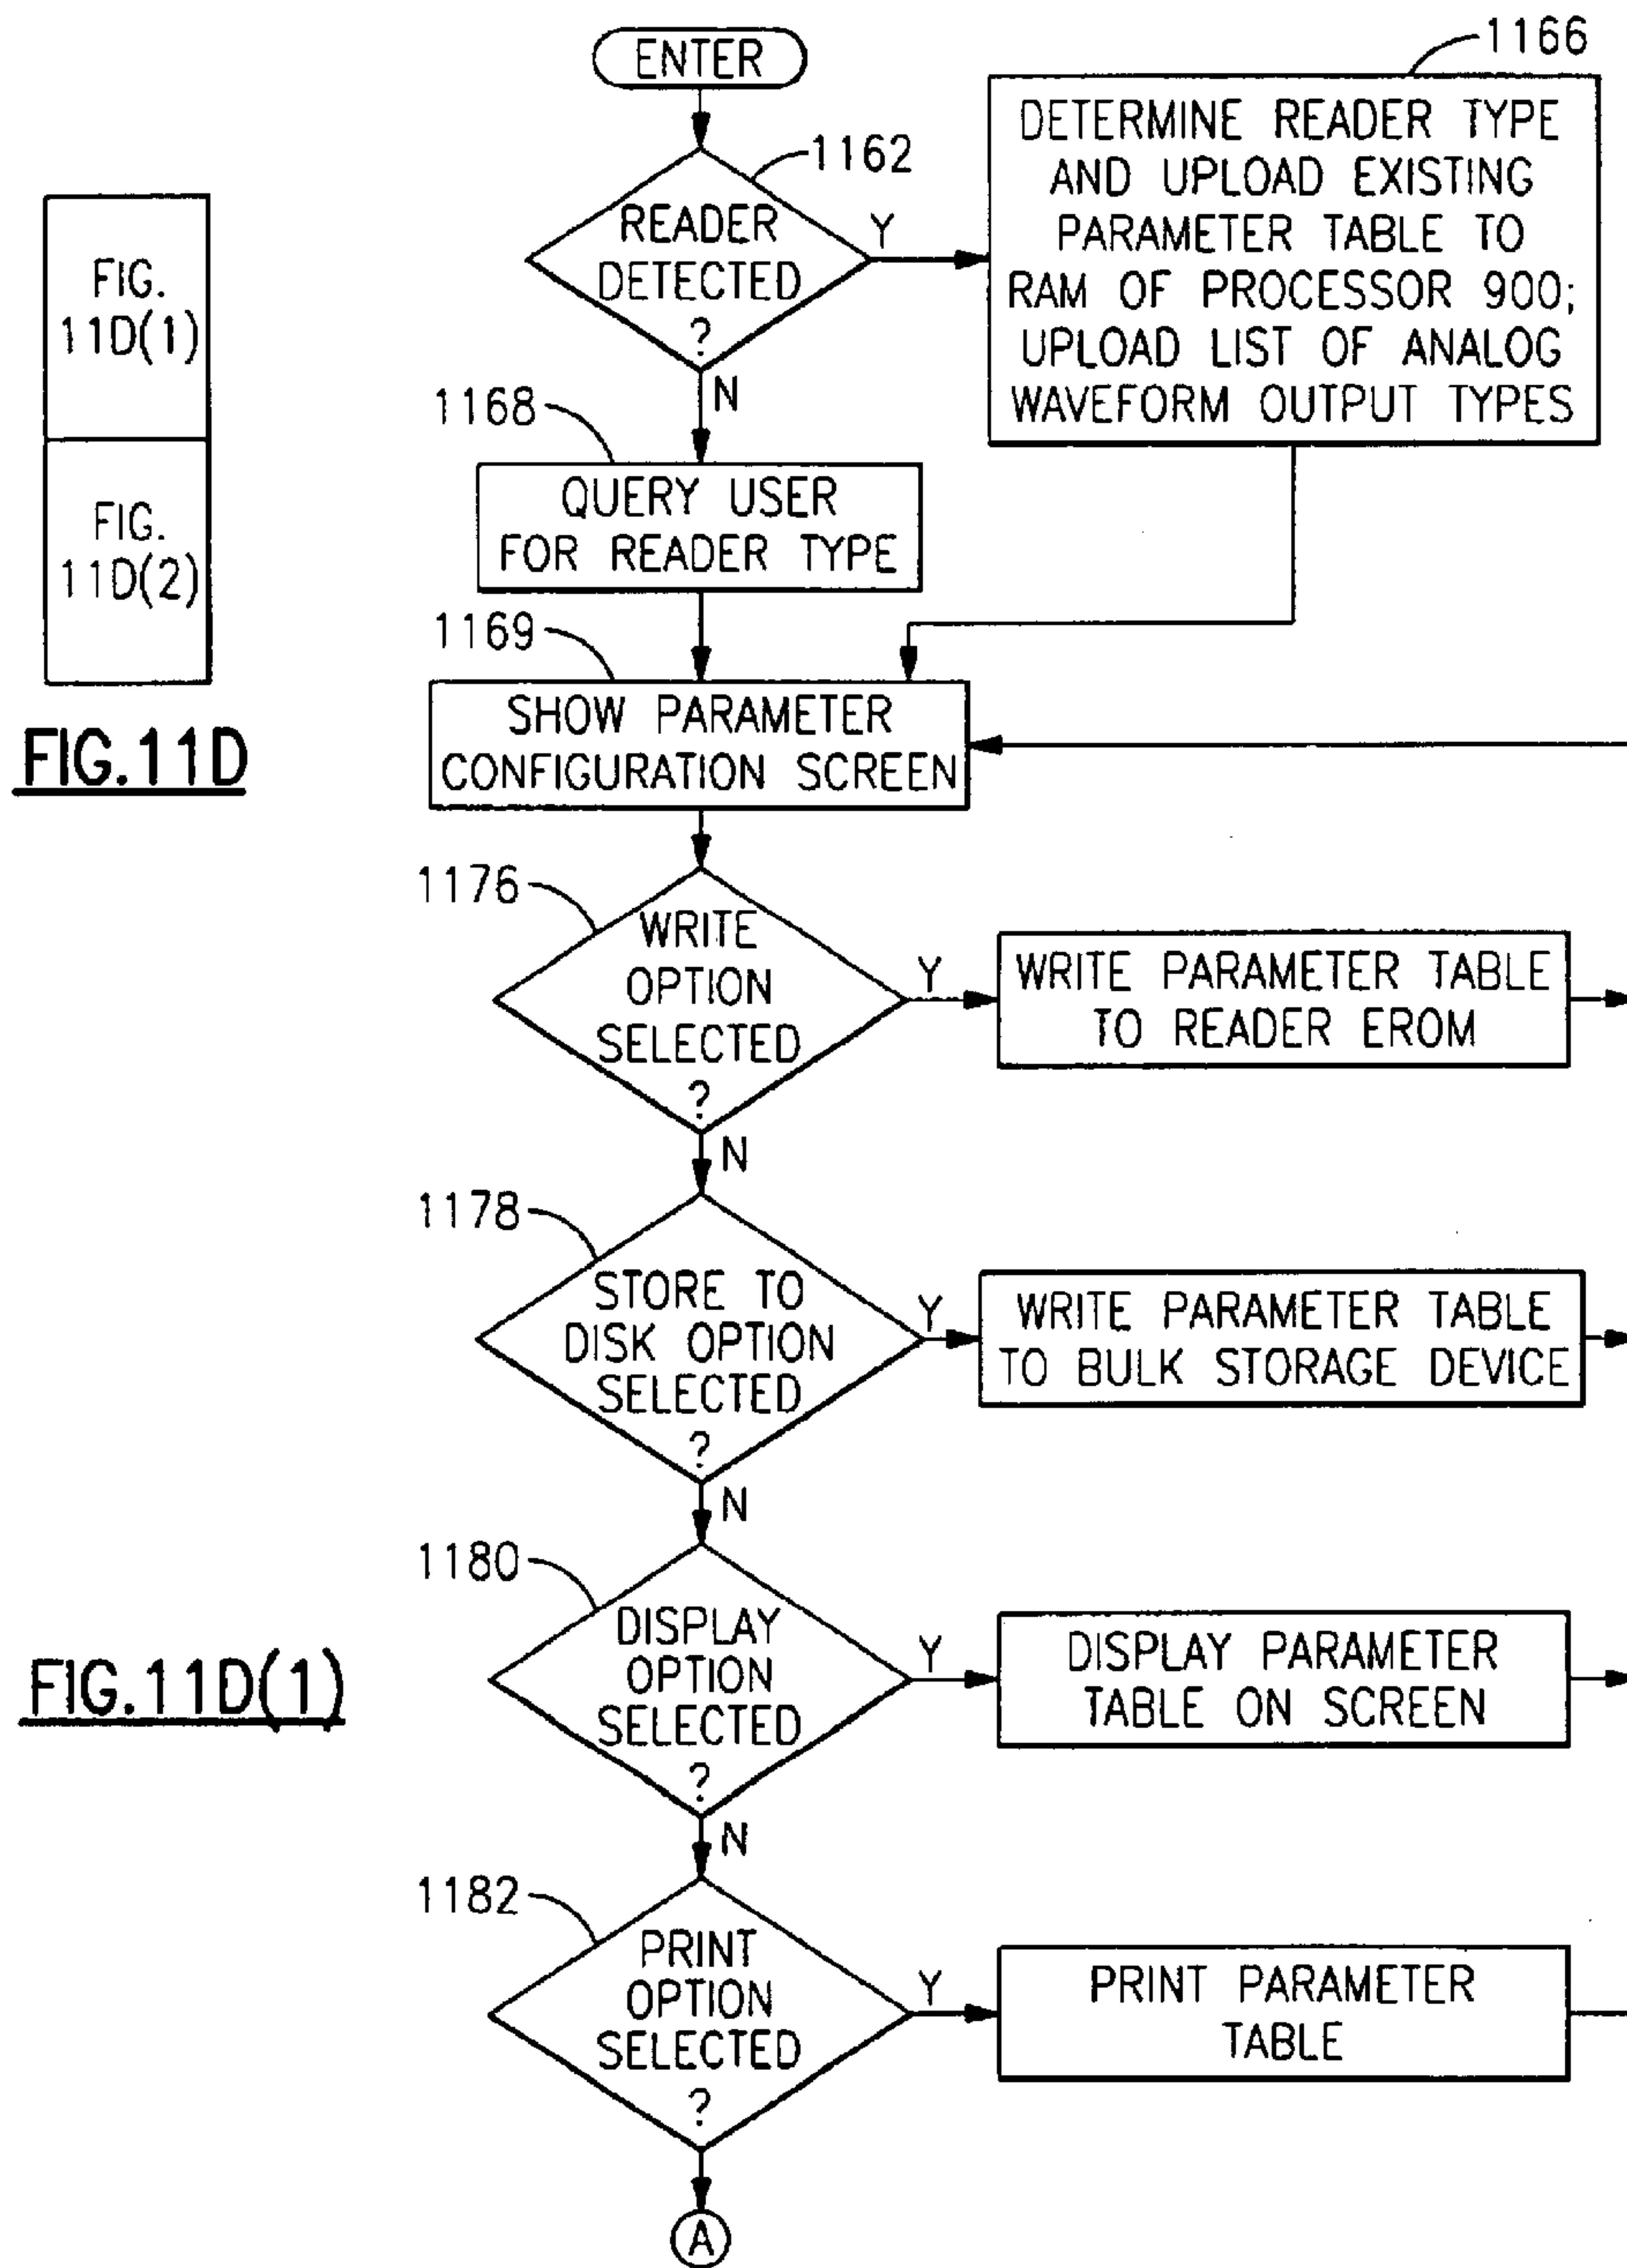 ENTER
1166
DETERMINE READER TYPE
AND UPLOAD EXISTING
PARAMETER TABLE TO
RAM OF PROCESSOR 900;
UPLOAD LIST OF ANALOG
WAVEFORM OUTPUT TYPES
1162
READER
DETECTED
?
Y
N
FIG.
11D(1)
FIG.
11D(2)
FIG.11D
1168
QUERY USER
FOR READER TYPE
1169
SHOW PARAMETER
CONFIGURATION SCREEN
1176
WRITE
OPTION
SELECTED
?
Y
WRITE PARAMETER TABLE
TO READER EROM
N
1178
STORE TO
DISK OPTION
SELECTED
?
Y
WRITE PARAMETER TABLE
TO BULK STORAGE DEVICE
N
1180
DISPLAY
OPTION
SELECTED
?
Y
DISPLAY PARAMETER
TABLE ON SCREEN
N
FIG.11D(1)
1182
PRINT
OPTION
SELECTED
?
Y
PRINT PARAMETER
TABLE
A